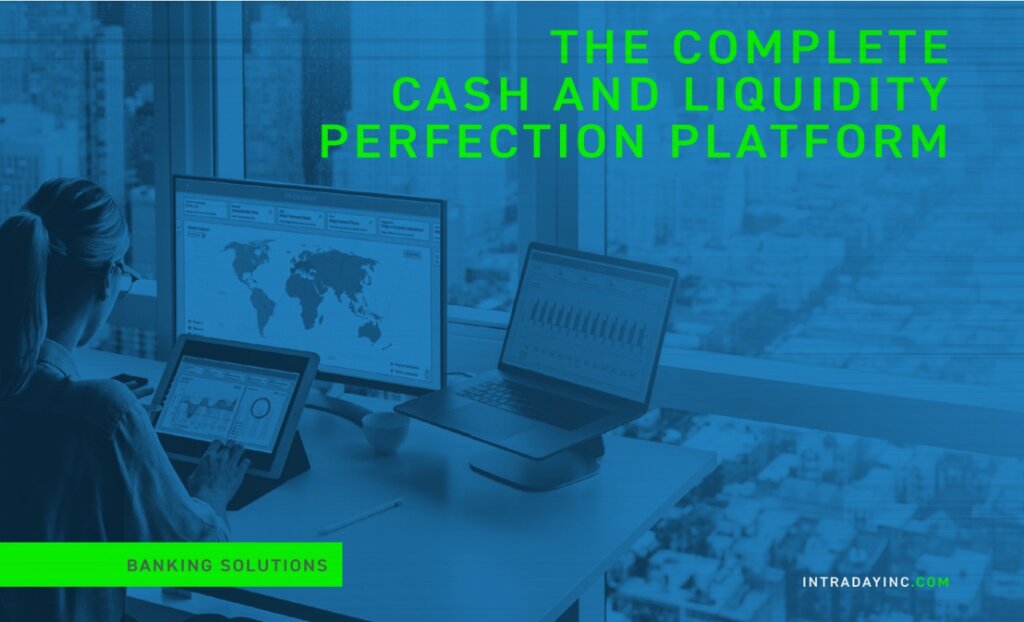 THE COMPLETE
CASH AND LIQUIDITY
PERFECTION PLATFORM
BANKING SOLUTIONS
INTRADAYINC.COM